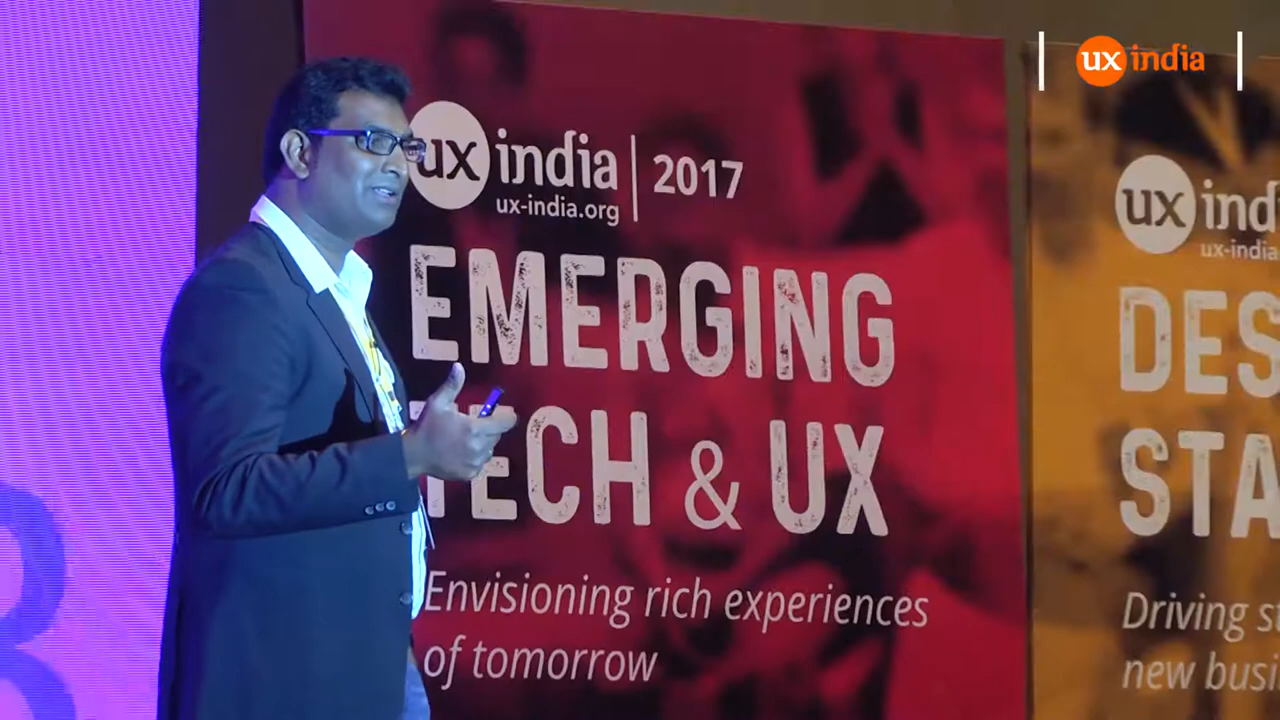 ux india
ux india | 2017
ux-india.org
EMERGING
TECH & UX
Envisioning rich experiences
of tomorrow
ux ind
ux-india
DES
STA
Driving
new busi